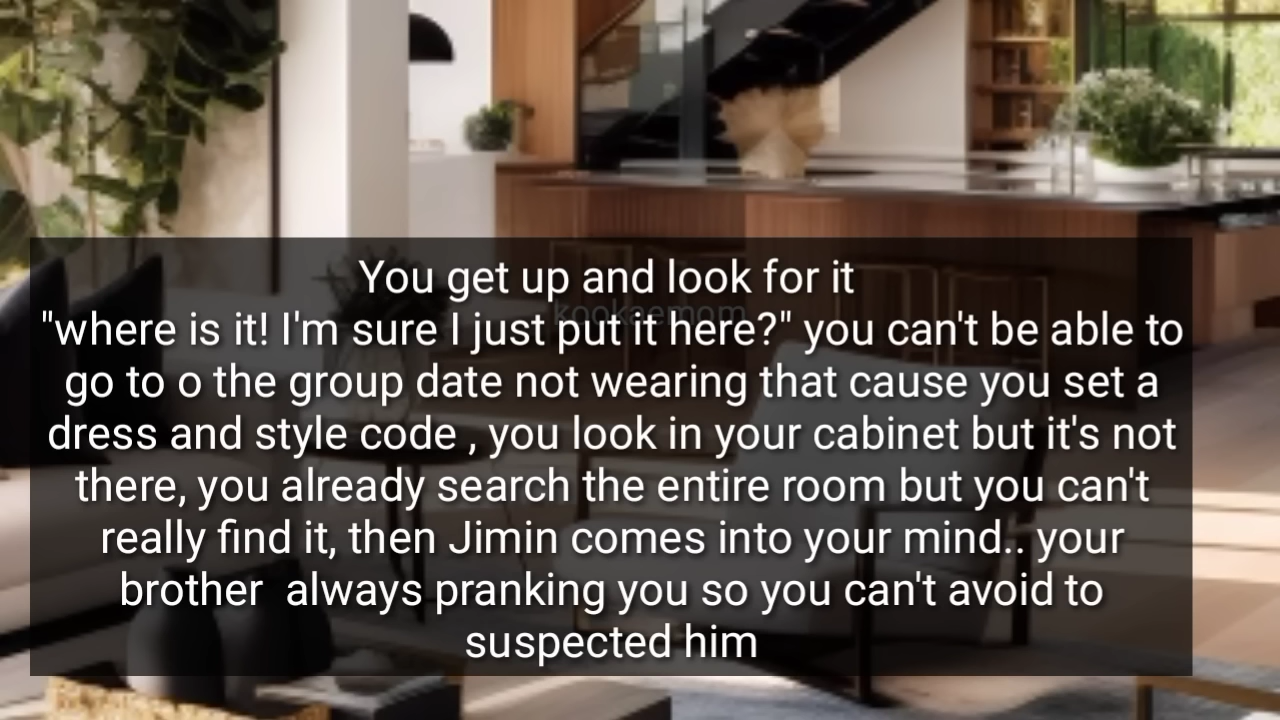 You get up and look for it
kookaemom
"where is it! I'm sure I just put it here?" you can't be able to
go to o the group date not wearing that cause you set a
dress and style code , you look in your cabinet but it's not
there, you already search the entire room but you can't
really find it, then Jimin comes into your mind.. your
brother  always pranking you so you can't avoid to
suspected him